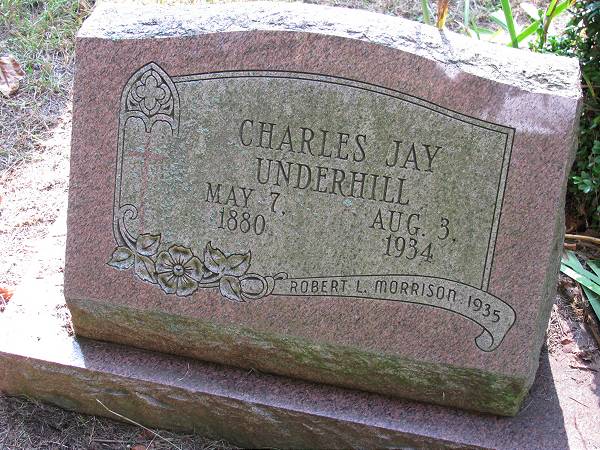 CHARLES JAY
UNDERHILL
MAY 7, AUG. 3,
1880 1934
ROBERT L. MORRISON 1935